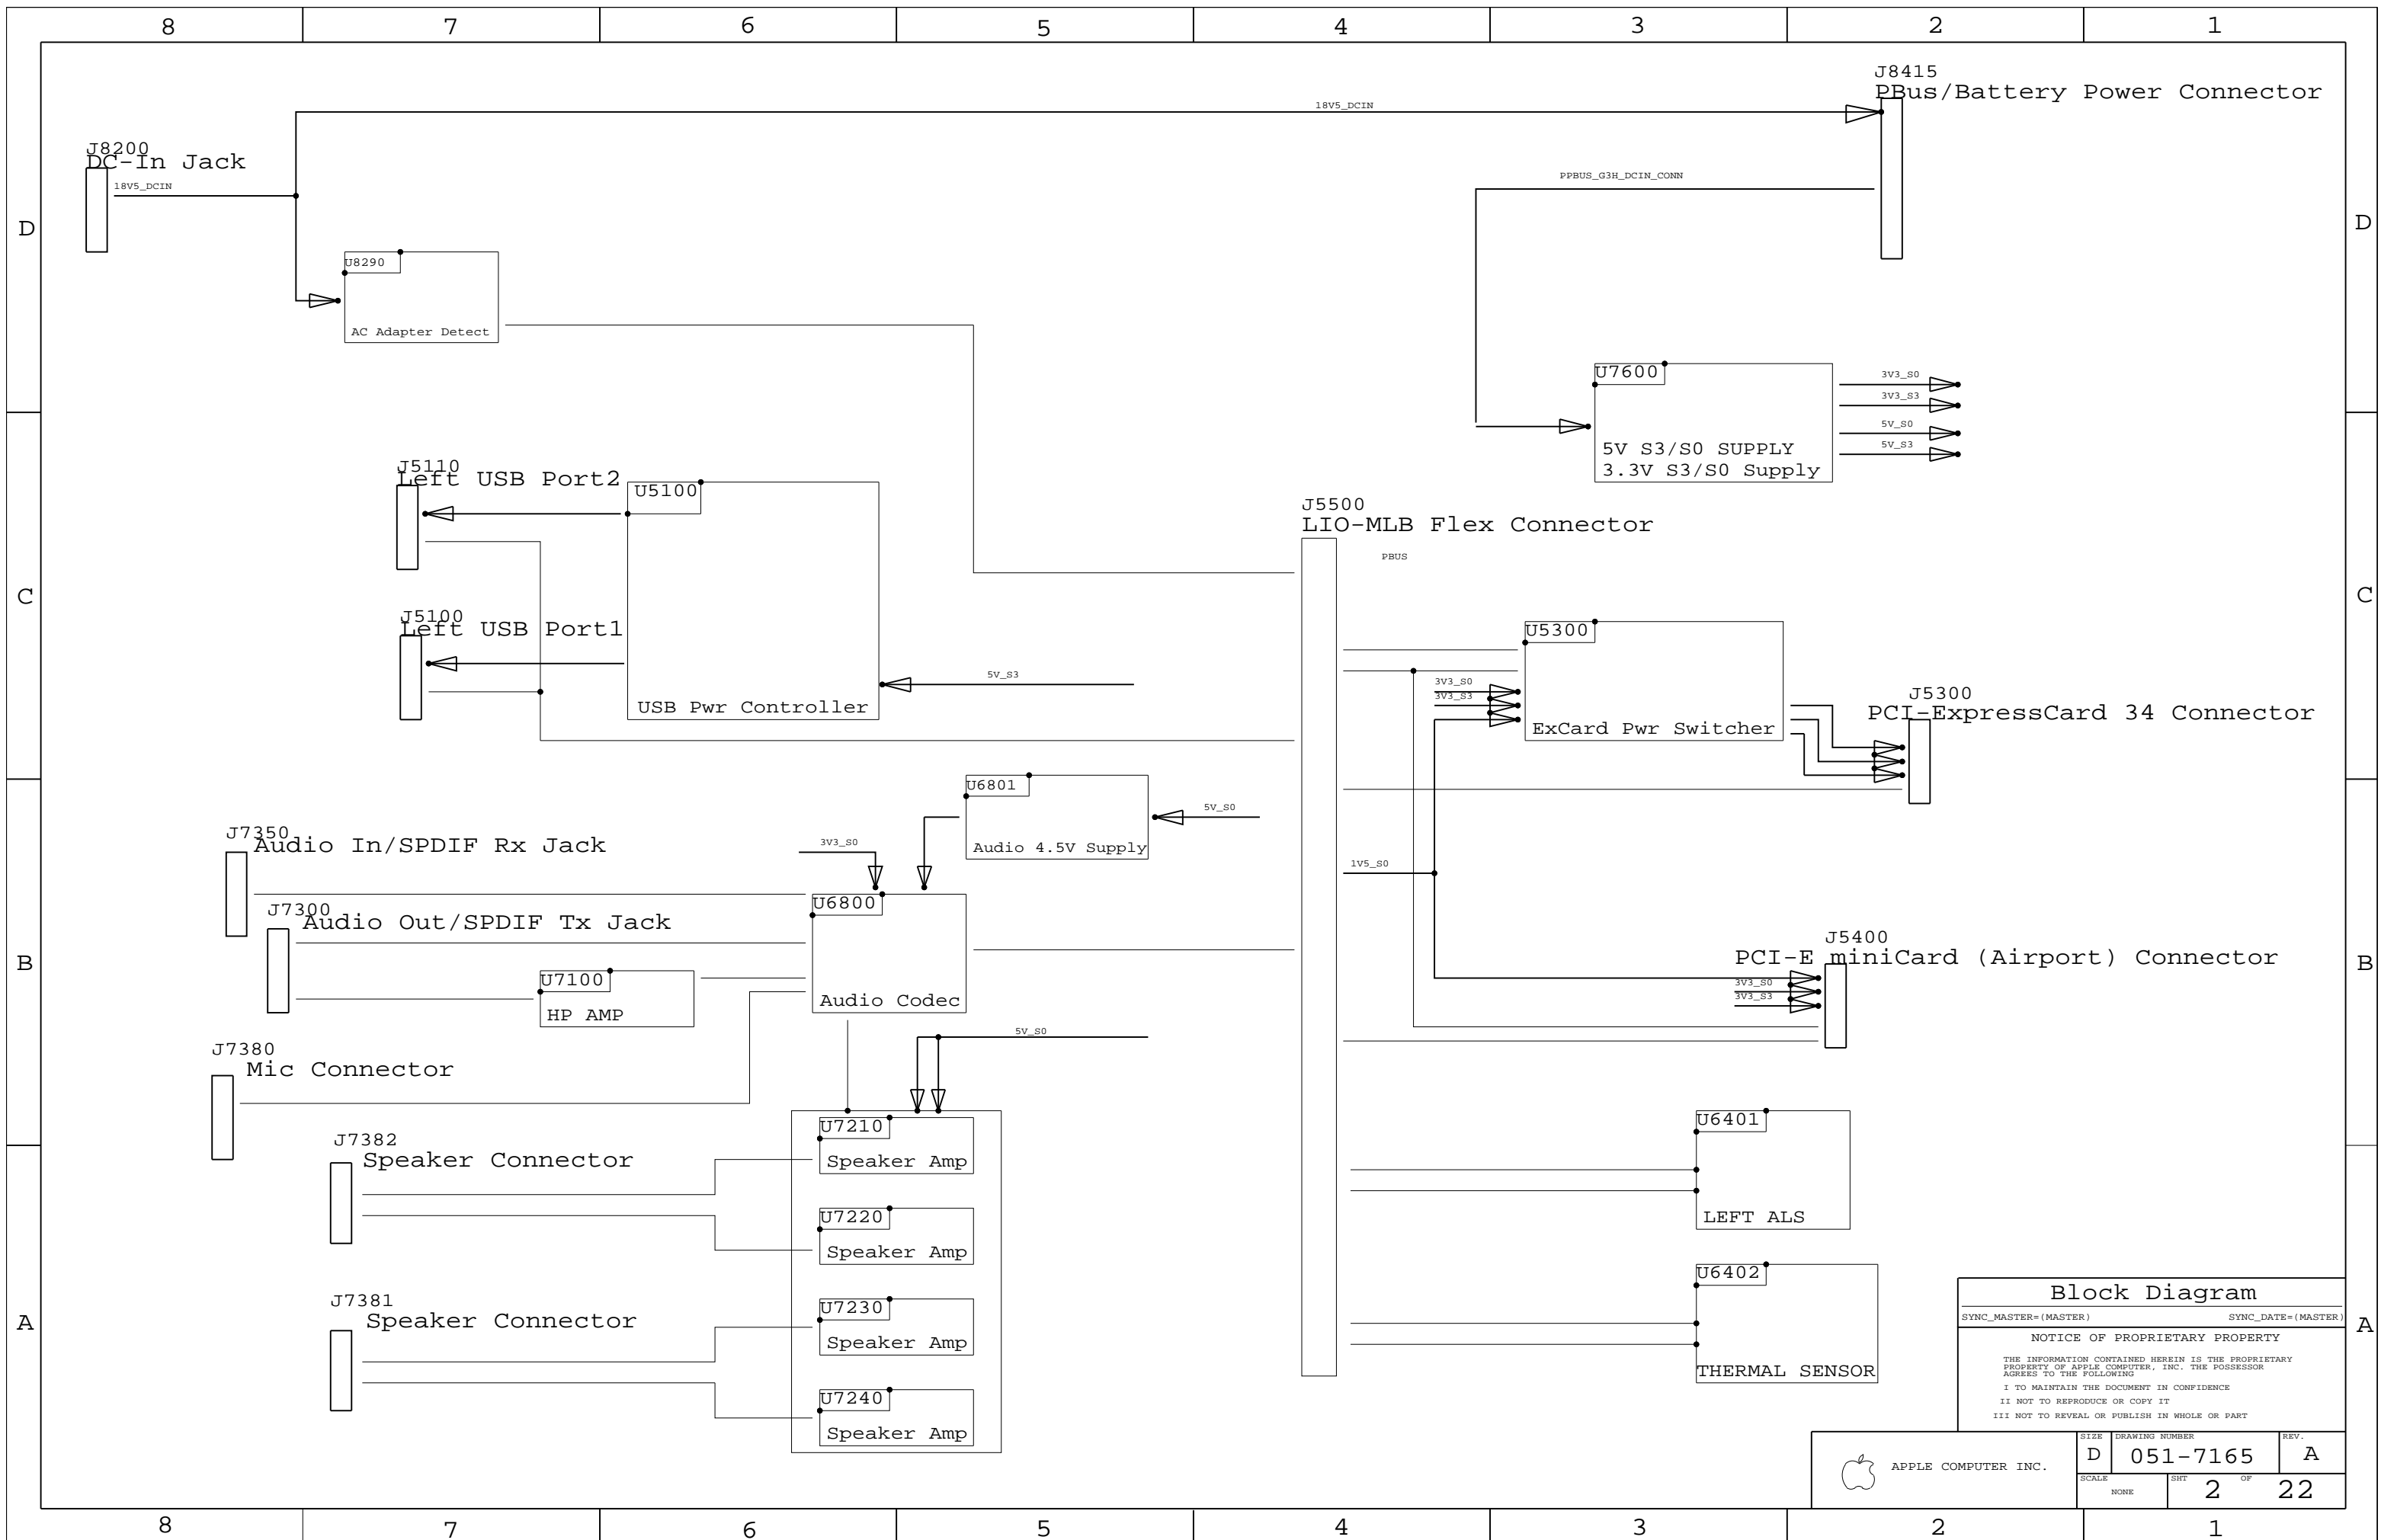 8 7 6 5 4 3 2 1
J8415
PBus/Battery Power Connector
18V5_DCIN
J8200
DC-In Jack
18V5_DCIN
PPBUS_G3H_DCIN_CONN
D
D
U8290
AC Adapter Detect
U7600
5V S3/S0 SUPPLY
3.3V S3/S0 Supply
3V3_S0
3V3_S3
5V_S0
5V_S3
J5110
Left USB Port2
U5100
USB Pwr Controller
J5500
LIO-MLB Flex Connector
PBUS
C
C
J5100
Left USB Port1
5V_S3
U5300
ExCard Pwr Switcher
3V3_S0
3V3_S3
J5300
PCI-ExpressCard 34 Connector
U6801
Audio 4.5V Supply
5V_S0
J7350
Audio In/SPDIF Rx Jack
3V3_S0
1V5_S0
U6800
Audio Codec
J7300
Audio Out/SPDIF Tx Jack
J5400
PCI-E miniCard (Airport) Connector
3V3_S0
3V3_S3
B
B
U7100
HP AMP
5V_S0
J7380
Mic Connector
U7210
Speaker Amp
U6401
LEFT ALS
J7382
Speaker Connector
U7220
Speaker Amp
U6402
THERMAL SENSOR
J7381
Speaker Connector
U7230
Speaker Amp
A
A
U7240
Speaker Amp
Block Diagram
SYNC_MASTER=(MASTER) SYNC_DATE=(MASTER)
NOTICE OF PROPRIETARY PROPERTY
THE INFORMATION CONTAINED HEREIN IS THE PROPRIETARY
PROPERTY OF APPLE COMPUTER, INC. THE POSSESSOR
AGREES TO THE FOLLOWING
I TO MAINTAIN THE DOCUMENT IN CONFIDENCE
II NOT TO REPRODUCE OR COPY IT
III NOT TO REVEAL OR PUBLISH IN WHOLE OR PART
APPLE COMPUTER INC.
SIZE
D
DRAWING NUMBER
051-7165
REV.
A
SCALE
NONE
SHT
2
OF
22
8 7 6 5 4 3 2 1